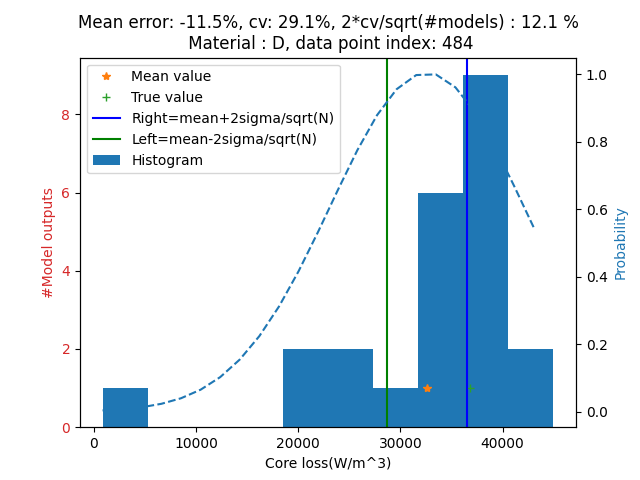 Mean error: -11.5%, cv: 29.1%, 2*cv/sqrt(#models) : 12.1 %
Material : D, data point index: 484
Mean value
True value
Right=mean+2sigma/sqrt(N)
Left=mean-2sigma/sqrt(N)
Histogram
#Model outputs
8
6
4
2
0
1.0
0.8
0.6
0.4
0.2
0.0
Probability
0
10000
20000
30000
40000
Core loss(W/m^3)